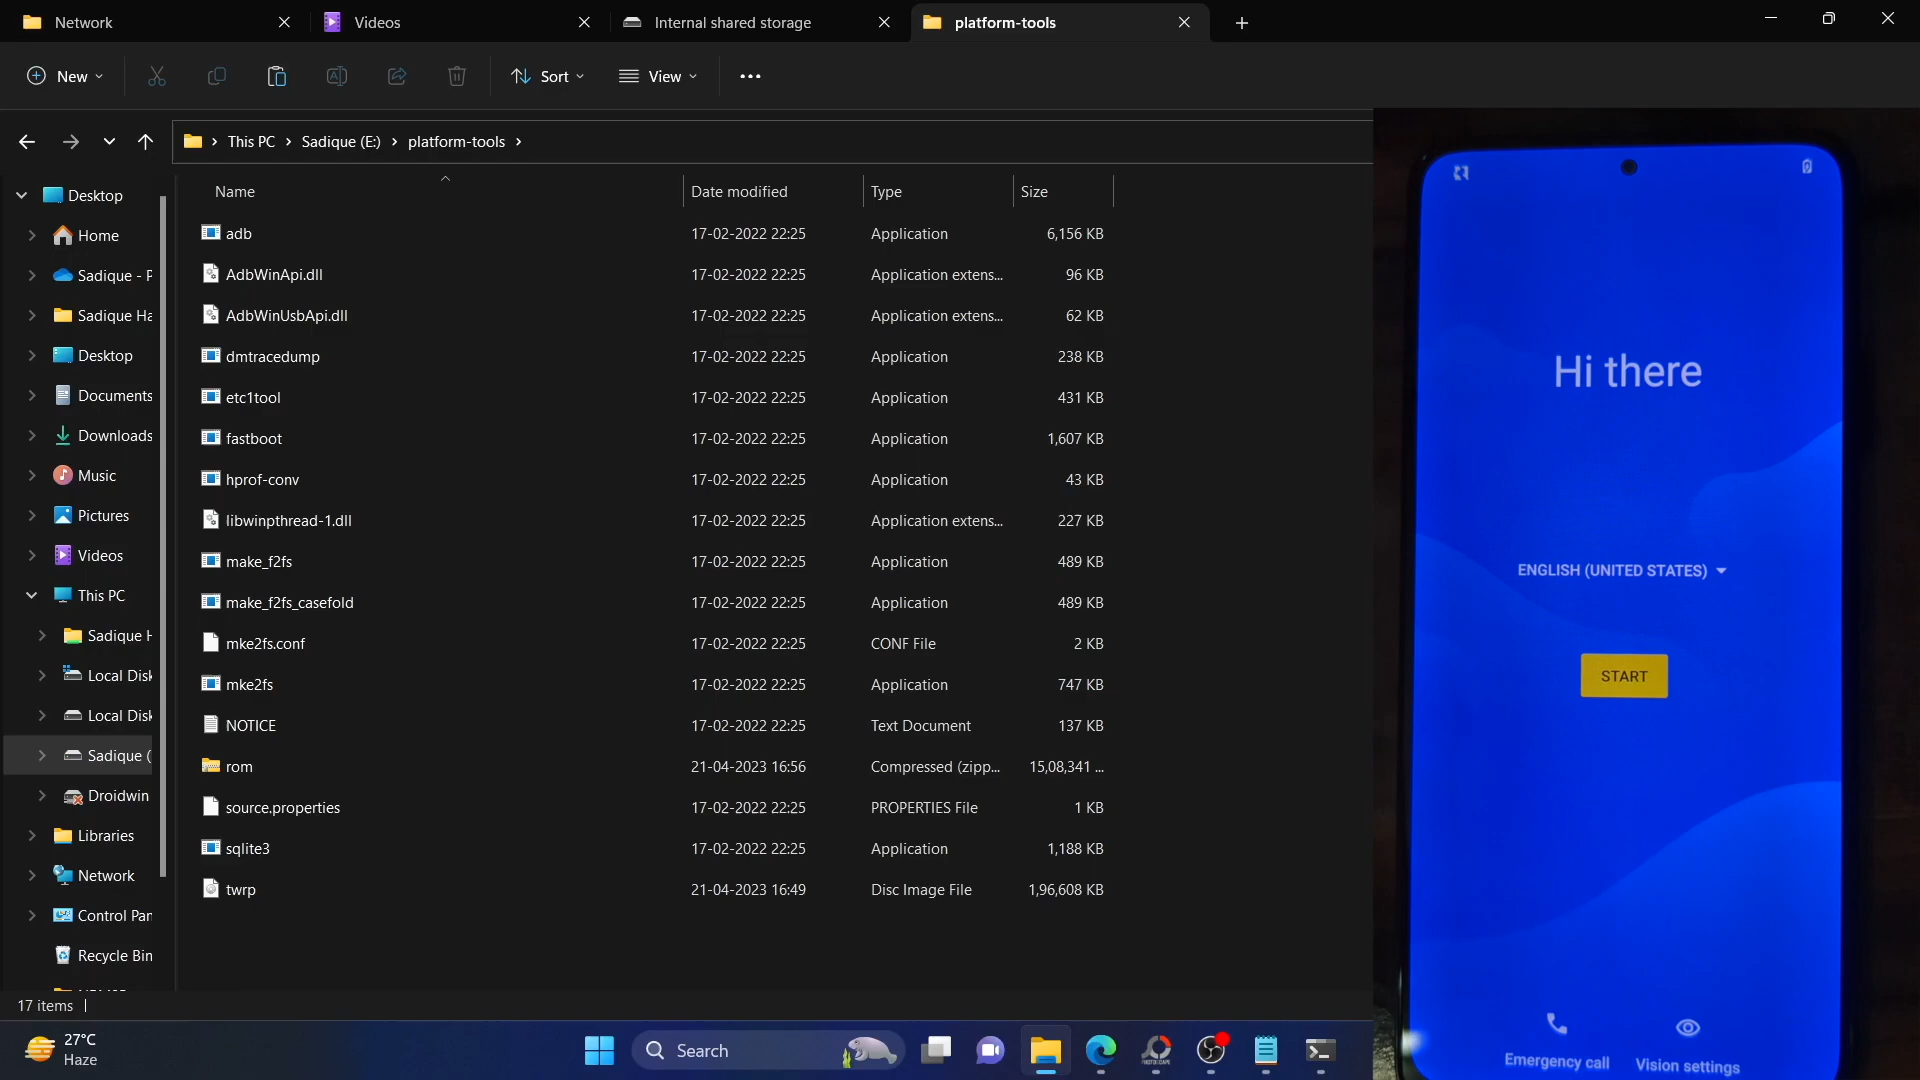 Network
Videos
Internal shared storage
platform-tools
New
Sort
View
This PC
Sadique (E:)
platform-tools
Name
Date modified
Type
Size
adb 17-02-2022 22:25 Application 6,156 KB
AdbWinApi.dll 17-02-2022 22:25 Application extens... 96 KB
AdbWinUsbApi.dll 17-02-2022 22:25 Application extens... 62 KB
dmtracedump 17-02-2022 22:25 Application 238 KB
etc1tool 17-02-2022 22:25 Application 431 KB
fastboot 17-02-2022 22:25 Application 1,607 KB
hprof-conv 17-02-2022 22:25 Application 43 KB
libwinpthread-1.dll 17-02-2022 22:25 Application extens... 227 KB
make_f2fs 17-02-2022 22:25 Application 489 KB
make_f2fs_casefold 17-02-2022 22:25 Application 489 KB
mke2fs.conf 17-02-2022 22:25 CONF File 2 KB
mke2fs 17-02-2022 22:25 Application 747 KB
NOTICE 17-02-2022 22:25 Text Document 137 KB
rom 21-04-2023 16:56 Compressed (zipp... 15,08,341 ...
source.properties 17-02-2022 22:25 PROPERTIES File 1 KB
sqlite3 17-02-2022 22:25 Application 1,188 KB
twrp 21-04-2023 16:49 Disc Image File 1,96,608 KB
Desktop
Home
Sadique - P
Sadique Ha
Desktop
Documents
Downloads
Music
Pictures
Videos
This PC
Sadique H
Local Disk
Local Disk
Sadique (
Droidwin
Libraries
Network
Control Pan
Recycle Bin
17 items
27°C
Haze
Search
Hi there
ENGLISH (UNITED STATES)
START
Emergency call
Vision settings